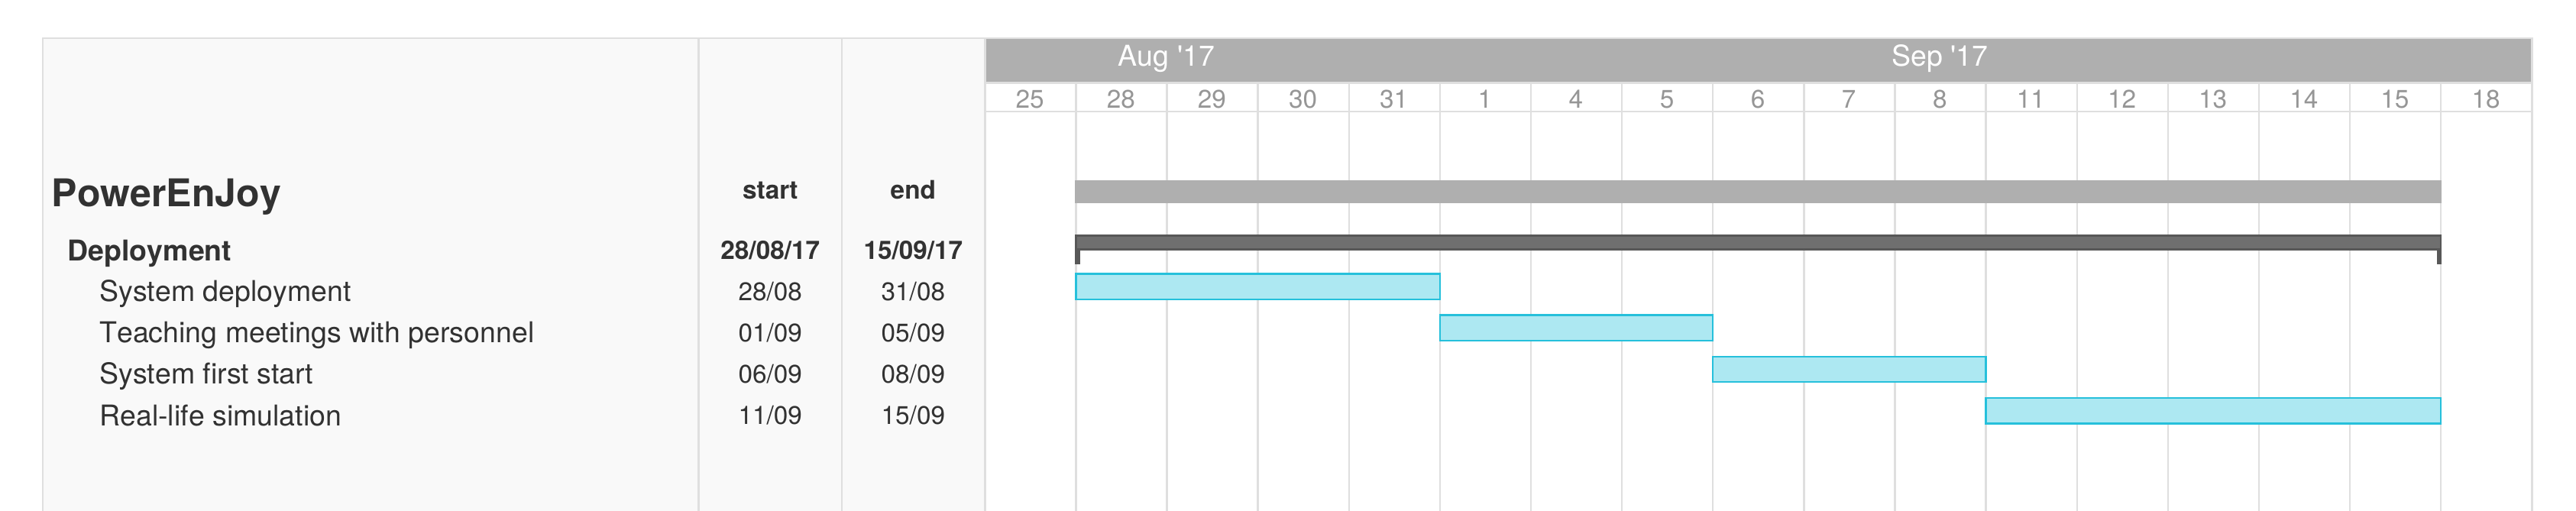 Aug '17 Sep '17
25 28 29 30 31 1 4 5 6 7 8 11 12 13 14 15 18
PowerEnJoy start end
Deployment 28/08/17 15/09/17
System deployment 28/08 31/08
Teaching meetings with personnel 01/09 05/09
System first start 06/09 08/09
Real-life simulation 11/09 15/09